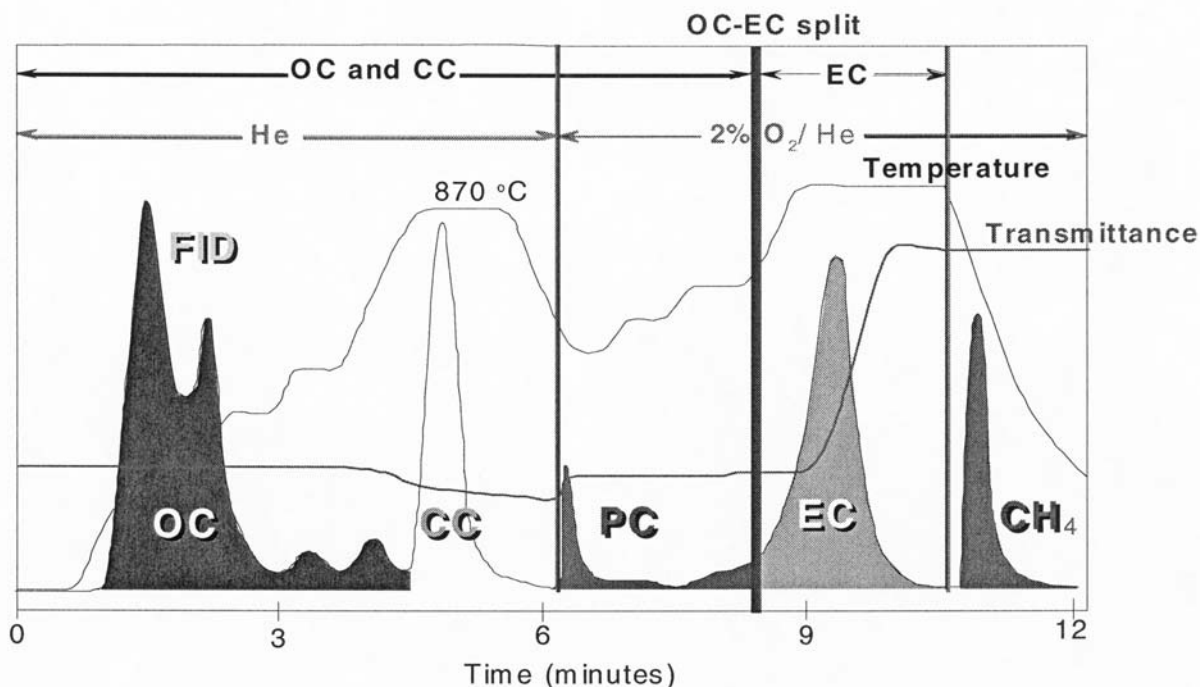 OC-EC split
OC and CC
EC
He
2% O₂/ He
Temperature
870 °C
Transmittance
FID
OC
CC
PC
EC
CH₄
0
3
6
9
12
Time (minutes)